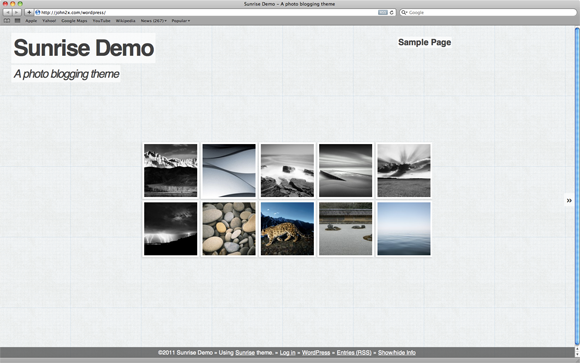 Sunrise Demo – A photo blogging theme
http://john2x.com/wordpress/
Google
Apple Yahoo! Google Maps YouTube Wikipedia News (267) Popular
Sunrise Demo
Sample Page
A photo blogging theme
»
©2011 Sunrise Demo » Using Sunrise theme. » Log in » WordPress » Entries (RSS) » Show/hide Info